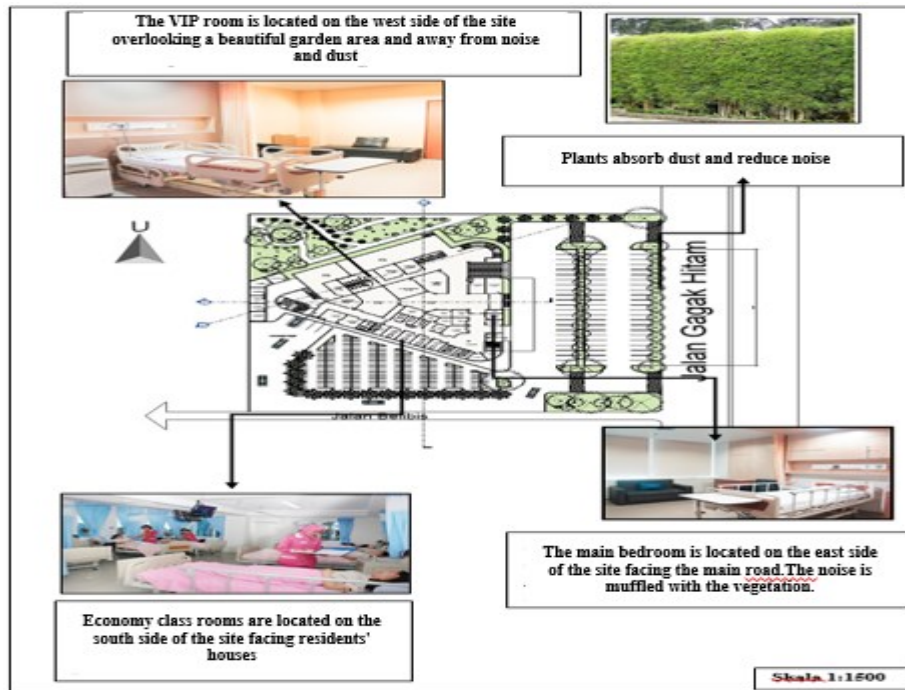 The VIP room is located on the west side of the site
overlooking a beautiful garden area and away from noise
and dust
Plants absorb dust and reduce noise
U
Jalan Gagak Hitam
Jalan Belibis
The main bedroom is located on the east side
of the site facing the main road.The noise is
muffled with the vegetation.
Economy class rooms are located on the
south side of the site facing residents'
houses
Skala 1:1500